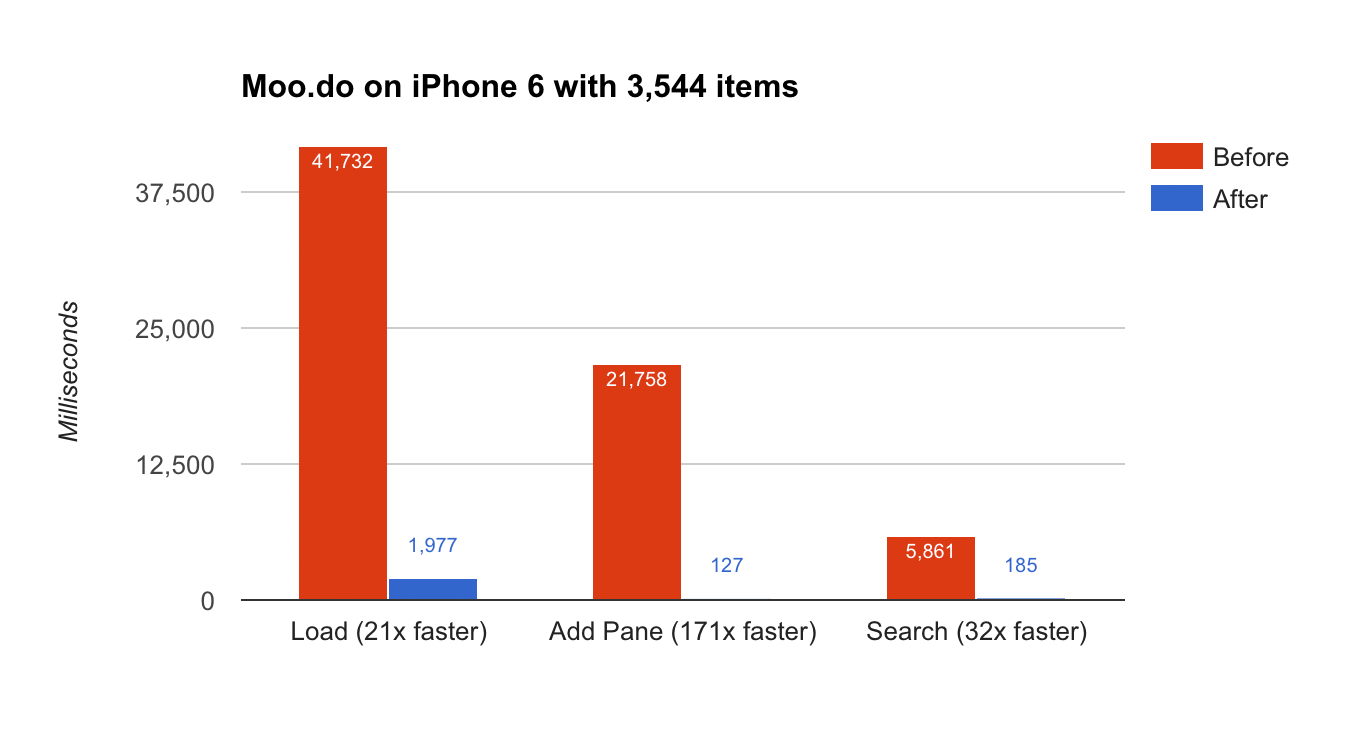 Moo.do on iPhone 6 with 3,544 items
Before
After
Milliseconds
37,500
25,000
12,500
0
41,732
1,977
21,758
127
5,861
185
Load (21x faster)
Add Pane (171x faster)
Search (32x faster)